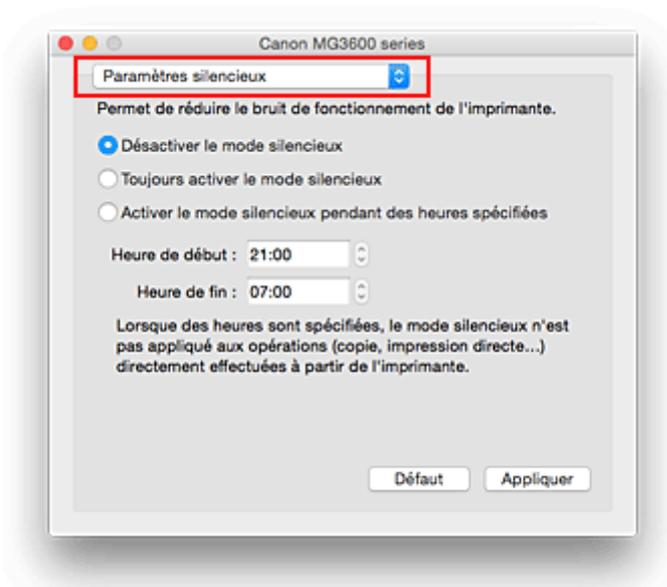 Canon MG3600 series
Paramètres silencieux
Permet de réduire le bruit de fonctionnement de l'imprimante.
Désactiver le mode silencieux
Toujours activer le mode silencieux
Activer le mode silencieux pendant des heures spécifiées
Heure de début : 21:00
Heure de fin : 07:00
Lorsque des heures sont spécifiées, le mode silencieux n'est
pas appliqué aux opérations (copie, impression directe...)
directement effectuées à partir de l'imprimante.
Défaut Appliquer